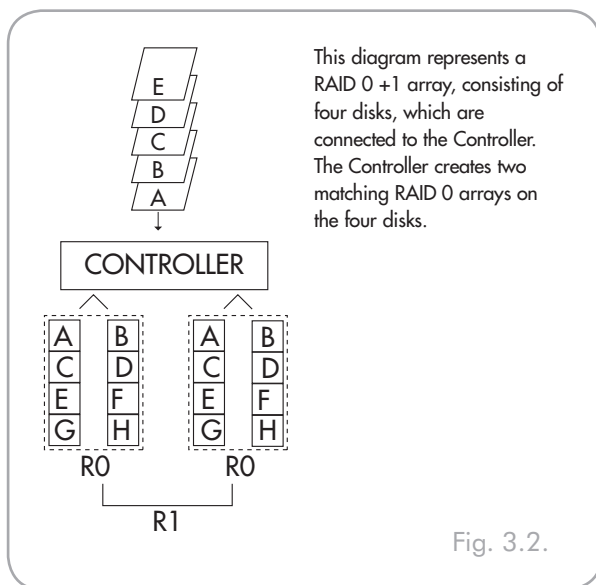 E
D
C
B
A
This diagram represents a
RAID 0 +1 array, consisting of
four disks, which are
connected to the Controller.
The Controller creates two
matching RAID 0 arrays on
the four disks.
CONTROLLER
A B A B
C D C D
E F E F
G H G H
R0 R0
R1
Fig. 3.2.